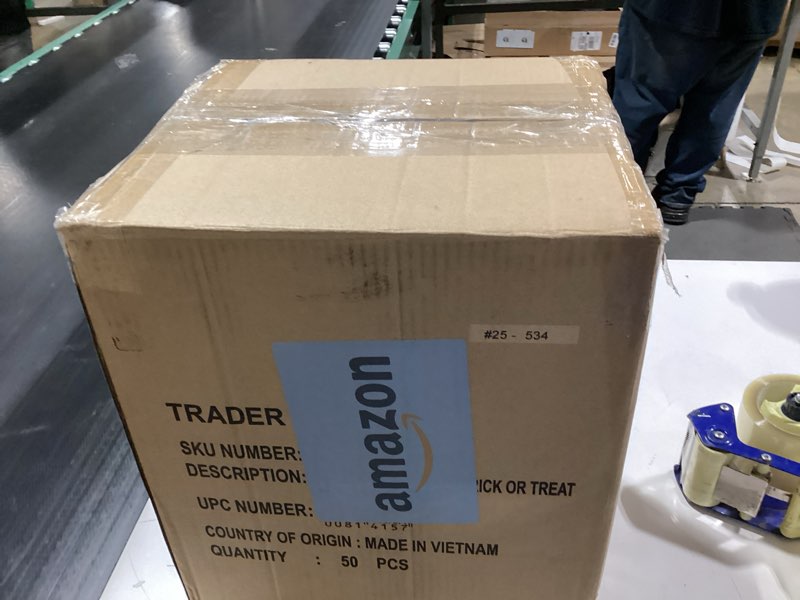 #25 - 534
amazon
TRADER
SKU NUMBER:
DESCRIPTION:
ICK OR TREAT
UPC NUMBER:
COUNTRY OF ORIGIN : MADE IN VIETNAM
QUANTITY : 50 PCS